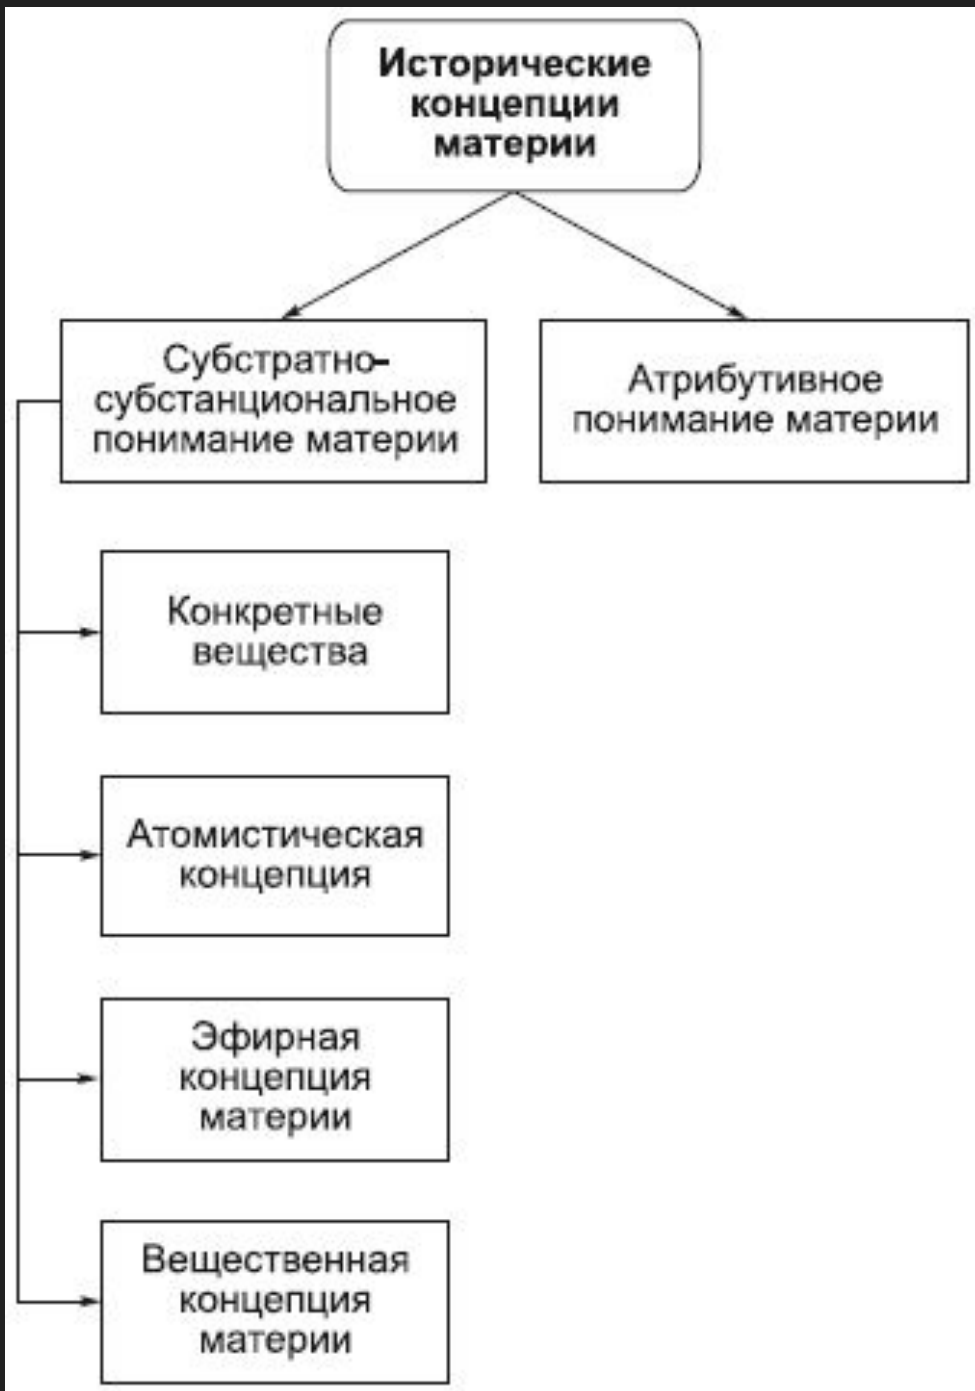 Исторические
концепции
материи
Субстратно-
субстанциональное
понимание материи
Атрибутивное
понимание материи
Конкретные
вещества
Атомистическая
концепция
Эфирная
концепция
материи
Вещественная
концепция
материи